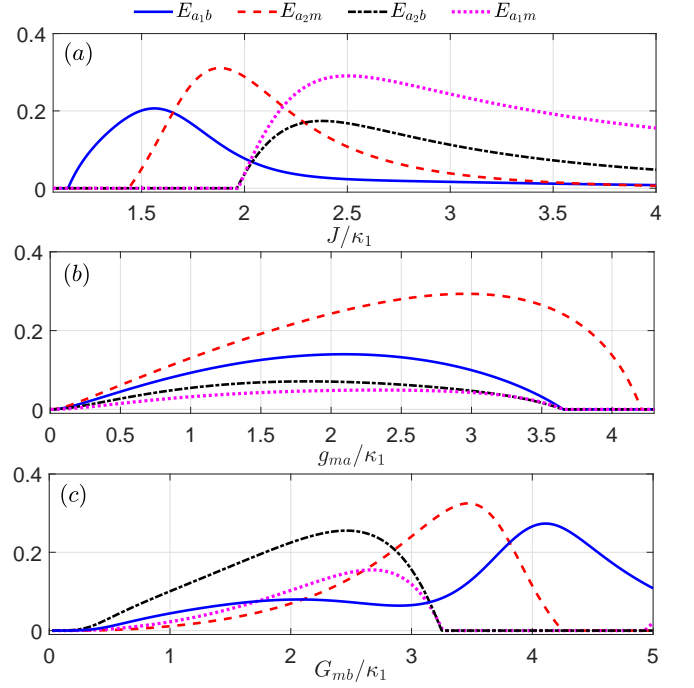 E_{a_1b} E_{a_2m} E_{a_2b} E_{a_1m}
0.4
(a)
0.2
0
1.5 2 2.5 3 3.5 4
J/κ_1
0.4
(b)
0.2
0
0 0.5 1 1.5 2 2.5 3 3.5 4
g_{ma}/κ_1
0.4
(c)
0.2
0
0 1 2 3 4 5
G_{mb}/κ_1